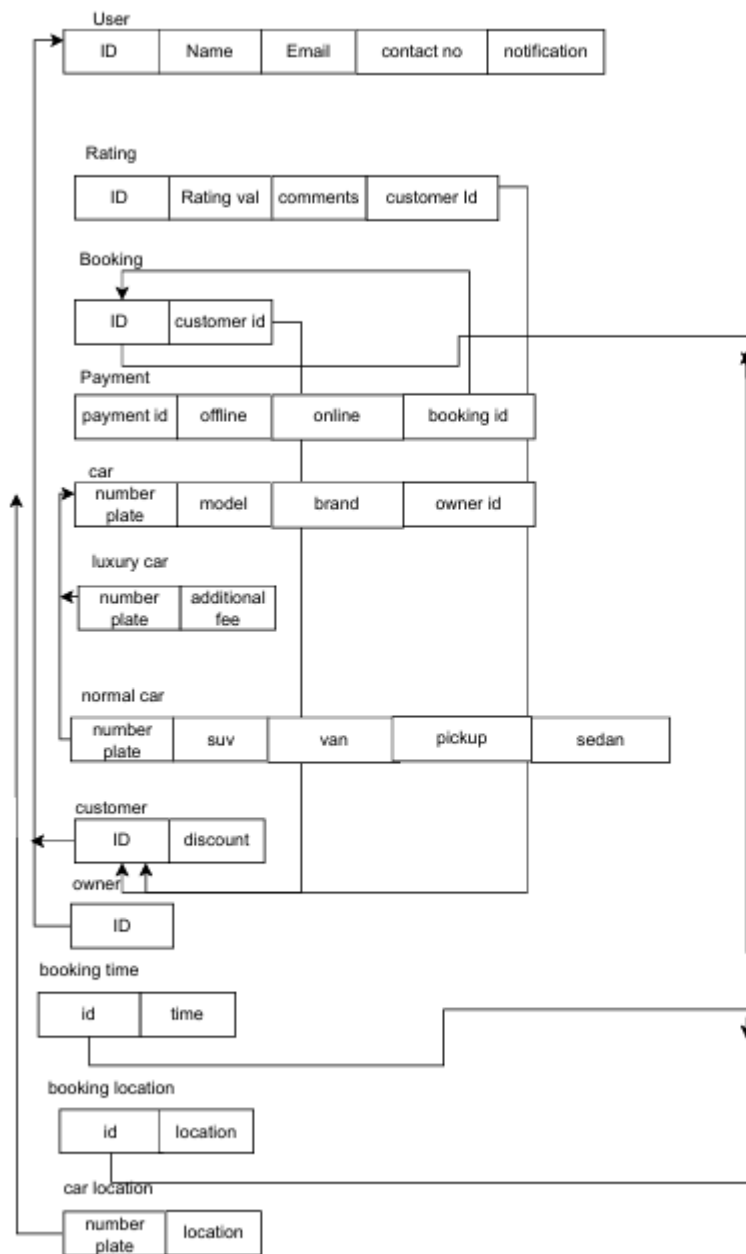 User
ID Name Email contact no notification
Rating
ID Rating val comments customer Id
Booking
ID customer id
Payment
payment id offline online booking id
car
number plate model brand owner id
luxury car
number plate additional fee
normal car
number plate suv van pickup sedan
customer
ID discount
owner
ID
booking time
id time
booking location
id location
car location
number plate location